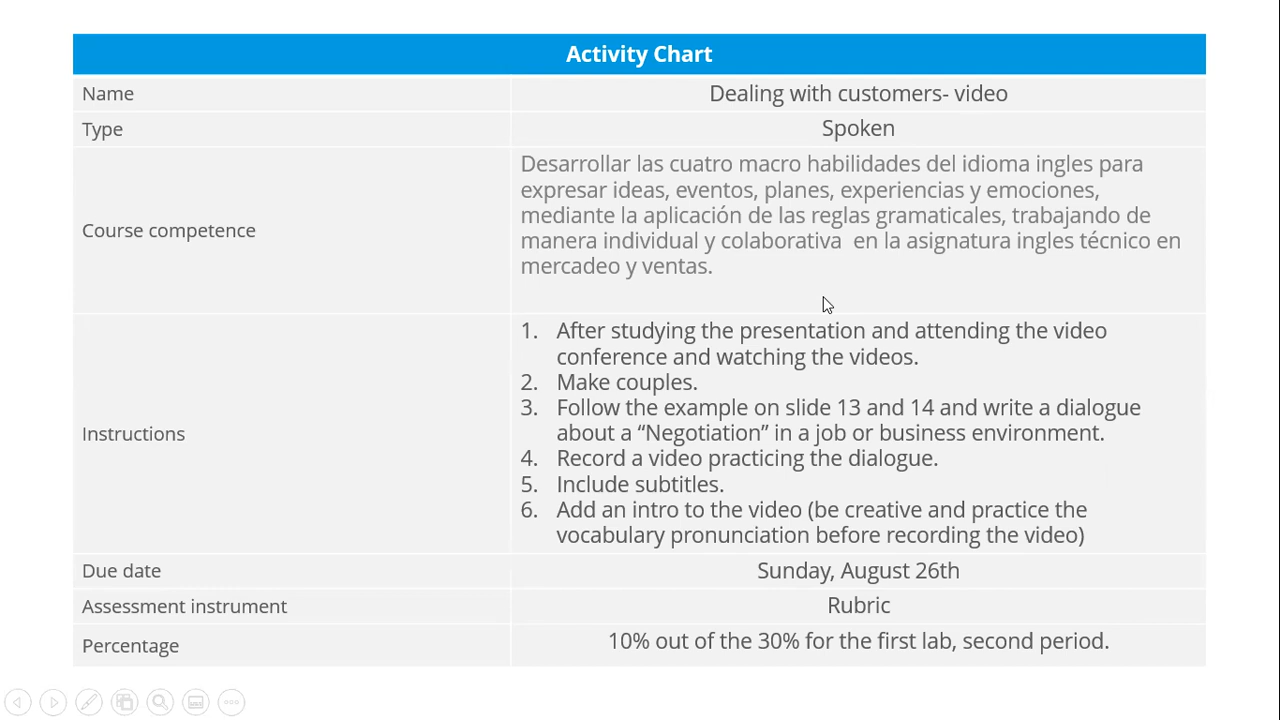 Activity Chart
Name
Dealing with customers- video
Type
Spoken
Course competence
Desarrollar las cuatro macro habilidades del idioma ingles para
expresar ideas, eventos, planes, experiencias y emociones,
mediante la aplicación de las reglas gramaticales, trabajando de
manera individual y colaborativa  en la asignatura ingles técnico en
mercadeo y ventas.
Instructions
1. After studying the presentation and attending the video
conference and watching the videos.
2. Make couples.
3. Follow the example on slide 13 and 14 and write a dialogue
about a “Negotiation” in a job or business environment.
4. Record a video practicing the dialogue.
5. Include subtitles.
6. Add an intro to the video (be creative and practice the
vocabulary pronunciation before recording the video)
Due date
Sunday, August 26th
Assessment instrument
Rubric
Percentage
10% out of the 30% for the first lab, second period.